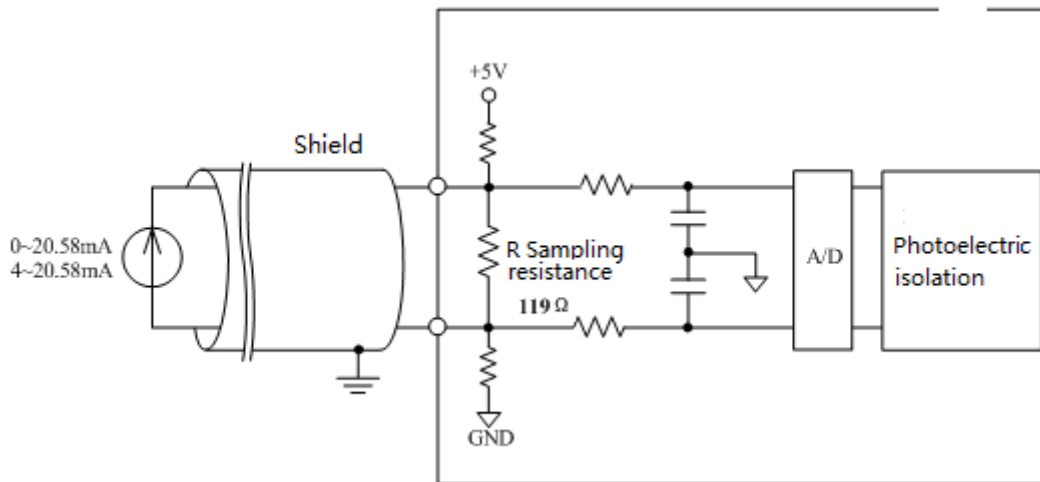 +5V
Shield
0~20.58mA
4~20.58mA
R Sampling
resistance
119Ω
A/D
Photoelectric
isolation
GND